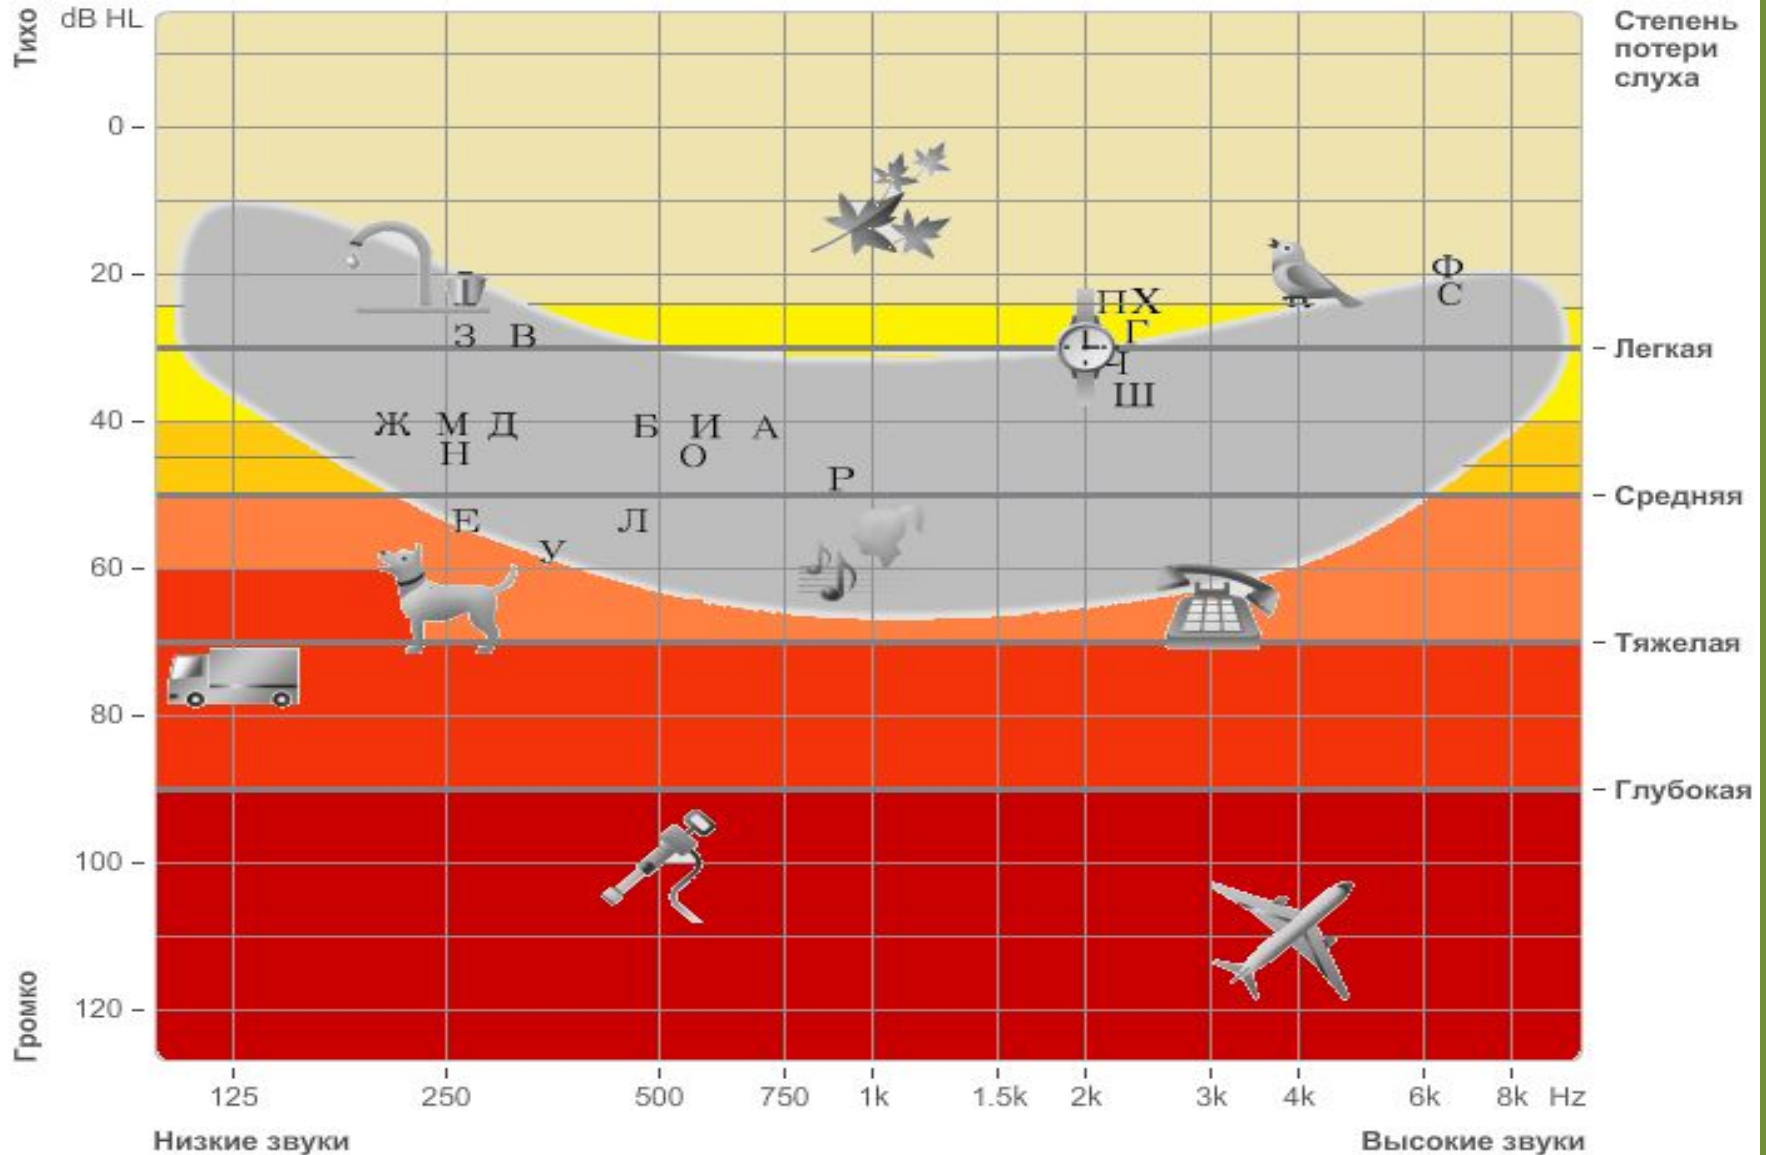 Тихо
dB HL
Степень
потери
слуха
0
20
Ф
С
П Х
З В
Г
Легкая
Ч
Ш
40
Ж М Д Б И А
Н О
Р
Средняя
Е Л
У
60
Тяжелая
80
Глубокая
100
120
Громко
125 250 500 750 1k 1.5k 2k 3k 4k 6k 8k Hz
Низкие звуки Высокие звуки